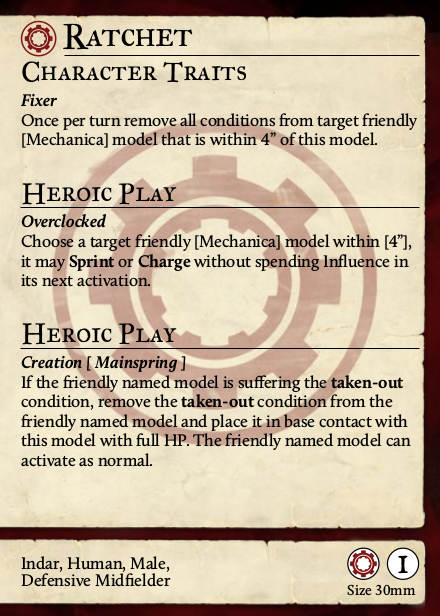 Ratchet
Character Traits
Fixer
Once per turn remove all conditions from target friendly
[Mechanica] model that is within 4” of this model.
Heroic Play
Overclocked
Choose a target friendly [Mechanica] model within [4”],
it may Sprint or Charge without spending Influence in
its next activation.
Heroic Play
Creation [ Mainspring ]
If the friendly named model is suffering the taken-out
condition, remove the taken-out condition from the
friendly named model and place it in base contact with
this model with full HP. The friendly named model can
activate as normal.
Indar, Human, Male,
Defensive Midfielder
1
Size 30mm